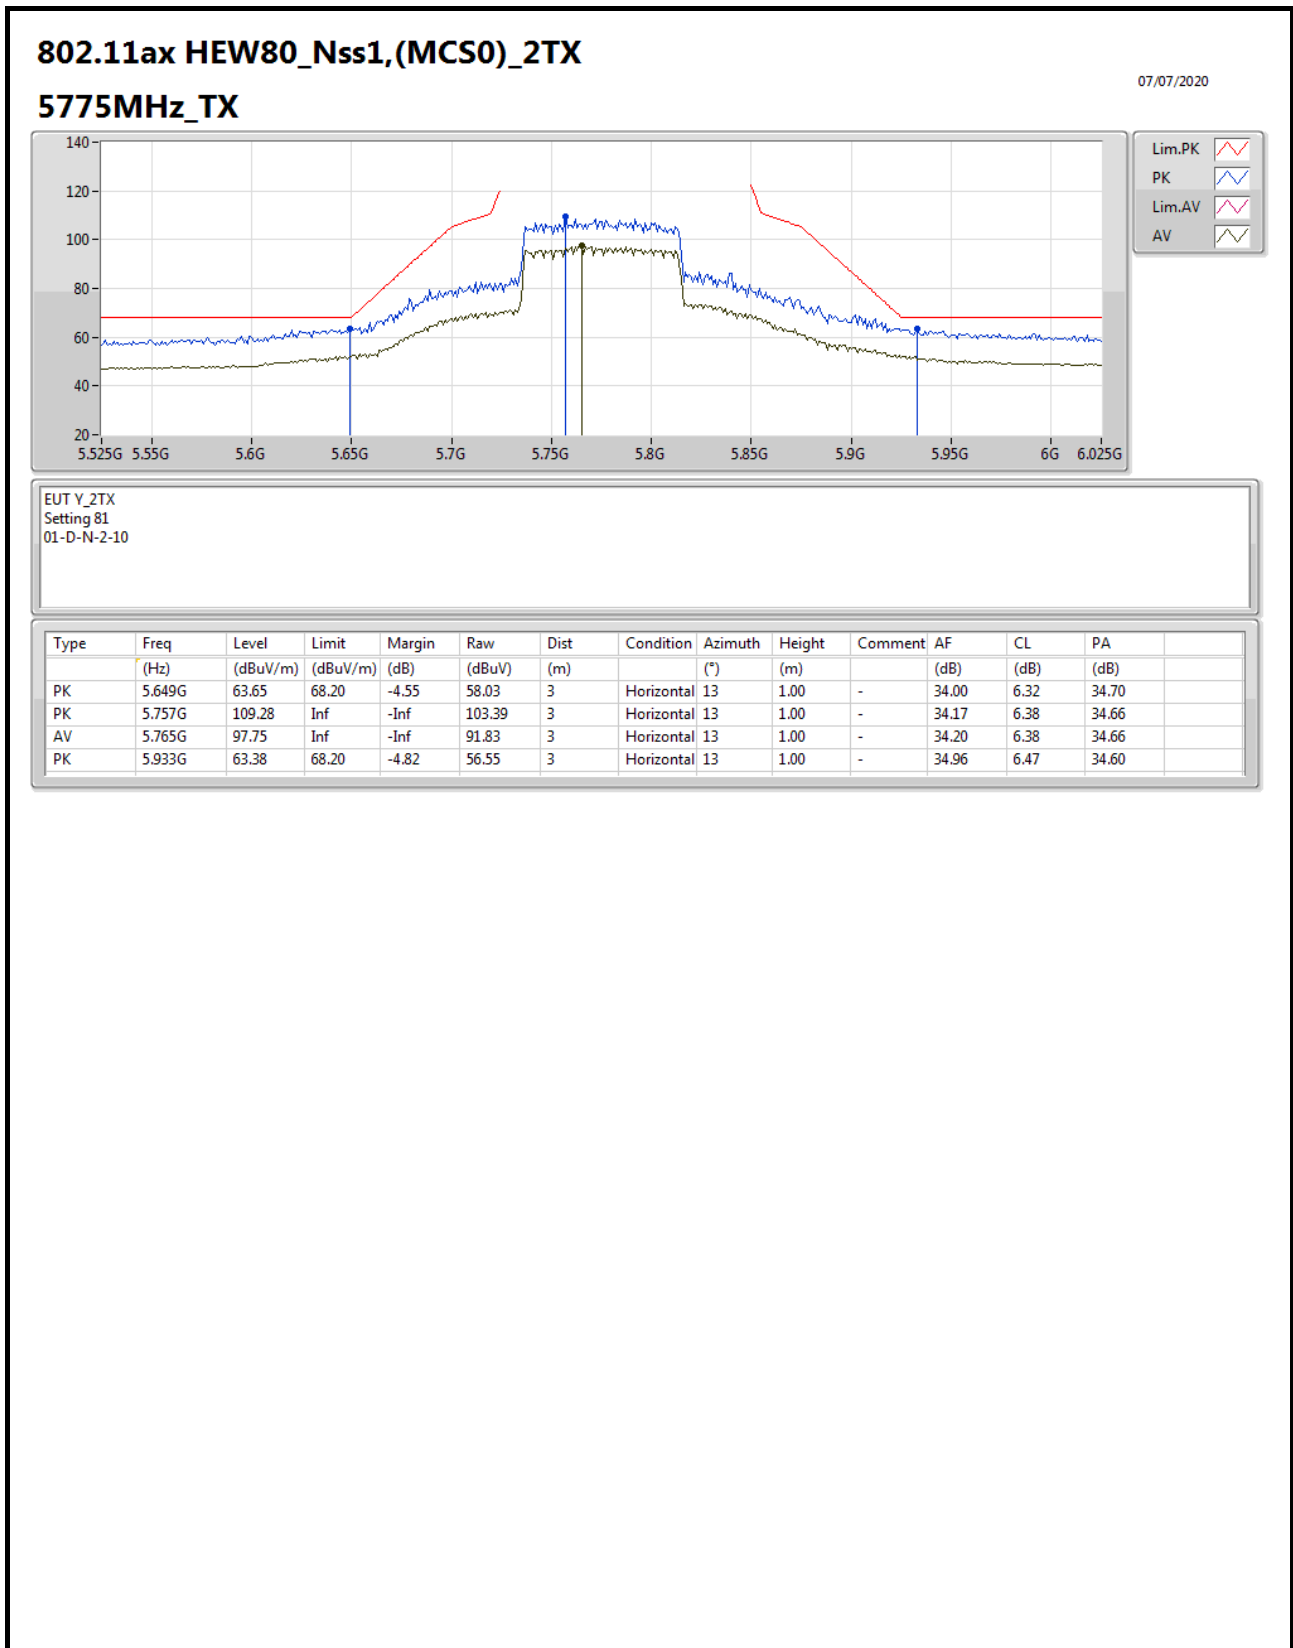 802.11ax HEW80_Nss1,(MCS0)_2TX
07/07/2020
5775MHz_TX
140
120
100
80
60
40
20
5.525G 5.55G 5.6G 5.65G 5.7G 5.75G 5.8G 5.85G 5.9G 5.95G 6G 6.025G
Lim.PK
PK
Lim.AV
AV
EUT Y_2TX
Setting 81
01-D-N-2-10
Type Freq Level Limit Margin Raw Dist Condition Azimuth Height Comment AF CL PA
(Hz) (dBuV/m) (dBuV/m) (dB) (dBuV) (m) (°) (m) (dB) (dB) (dB)
PK 5.649G 63.65 68.20 -4.55 58.03 3 Horizontal 13 1.00 - 34.00 6.32 34.70
PK 5.757G 109.28 Inf -Inf 103.39 3 Horizontal 13 1.00 - 34.17 6.38 34.66
AV 5.765G 97.75 Inf -Inf 91.83 3 Horizontal 13 1.00 - 34.20 6.38 34.66
PK 5.933G 63.38 68.20 -4.82 56.55 3 Horizontal 13 1.00 - 34.96 6.47 34.60